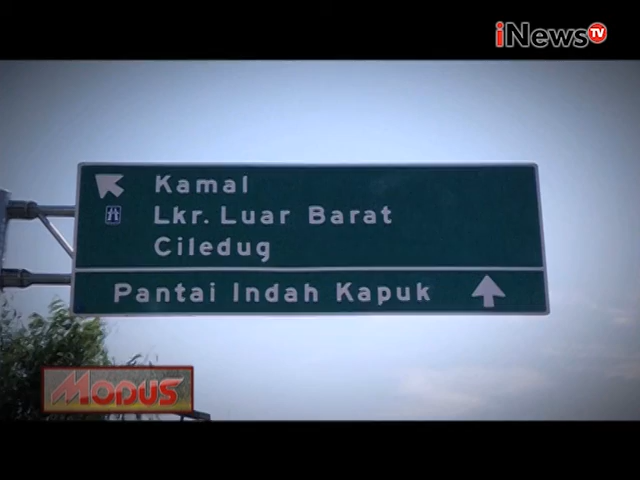 iNews TV
Kamal
Lkr. Luar Barat
Ciledug
Pantai Indah Kapuk
MODUS